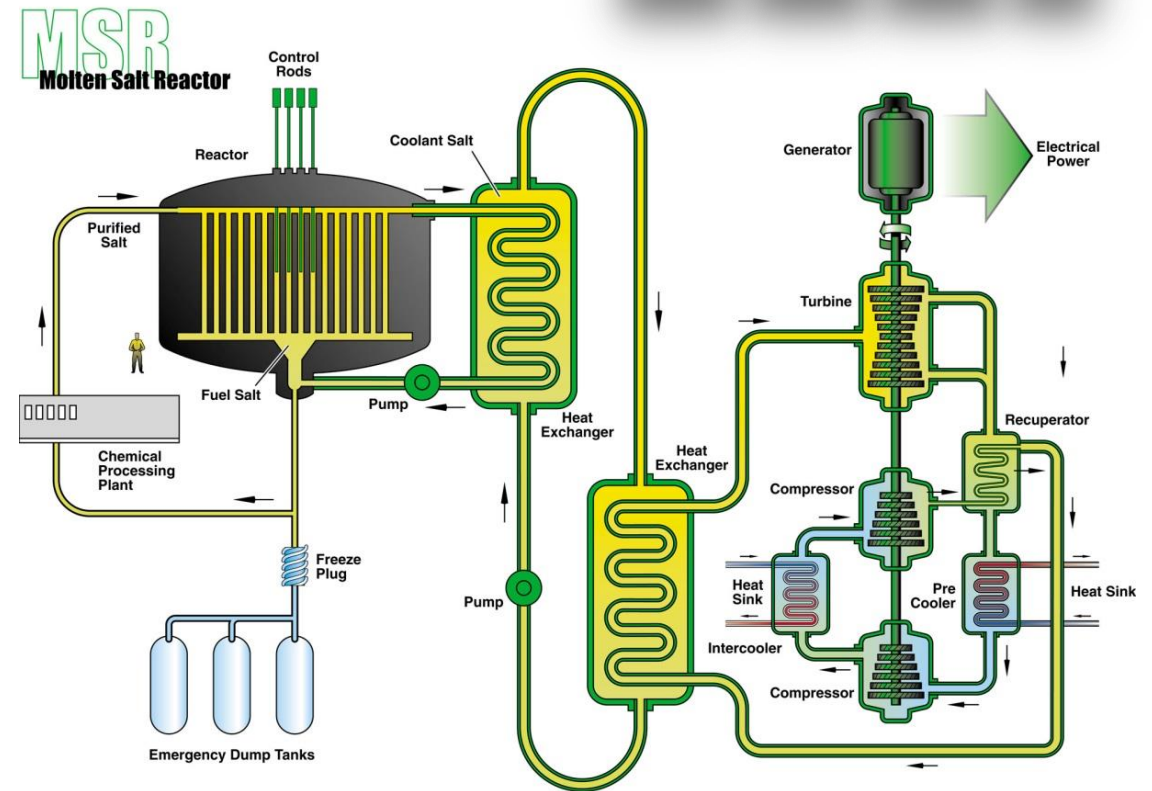 MSR
Molten Salt Reactor
Control
Rods
Reactor
Coolant Salt
Generator
Electrical
Power
Purified
Salt
Turbine
Fuel Salt
Pump
Heat
Exchanger
Recuperator
Chemical
Processing
Plant
Heat
Exchanger
Compressor
Freeze
Plug
Pump
Heat
Sink
Pre
Cooler
Heat Sink
Intercooler
Compressor
Emergency Dump Tanks